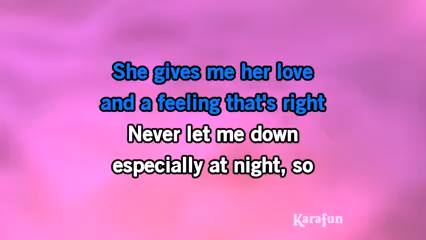 She gives me her love
and a feeling that's right
Never let me down
especially at night, so
Karafun